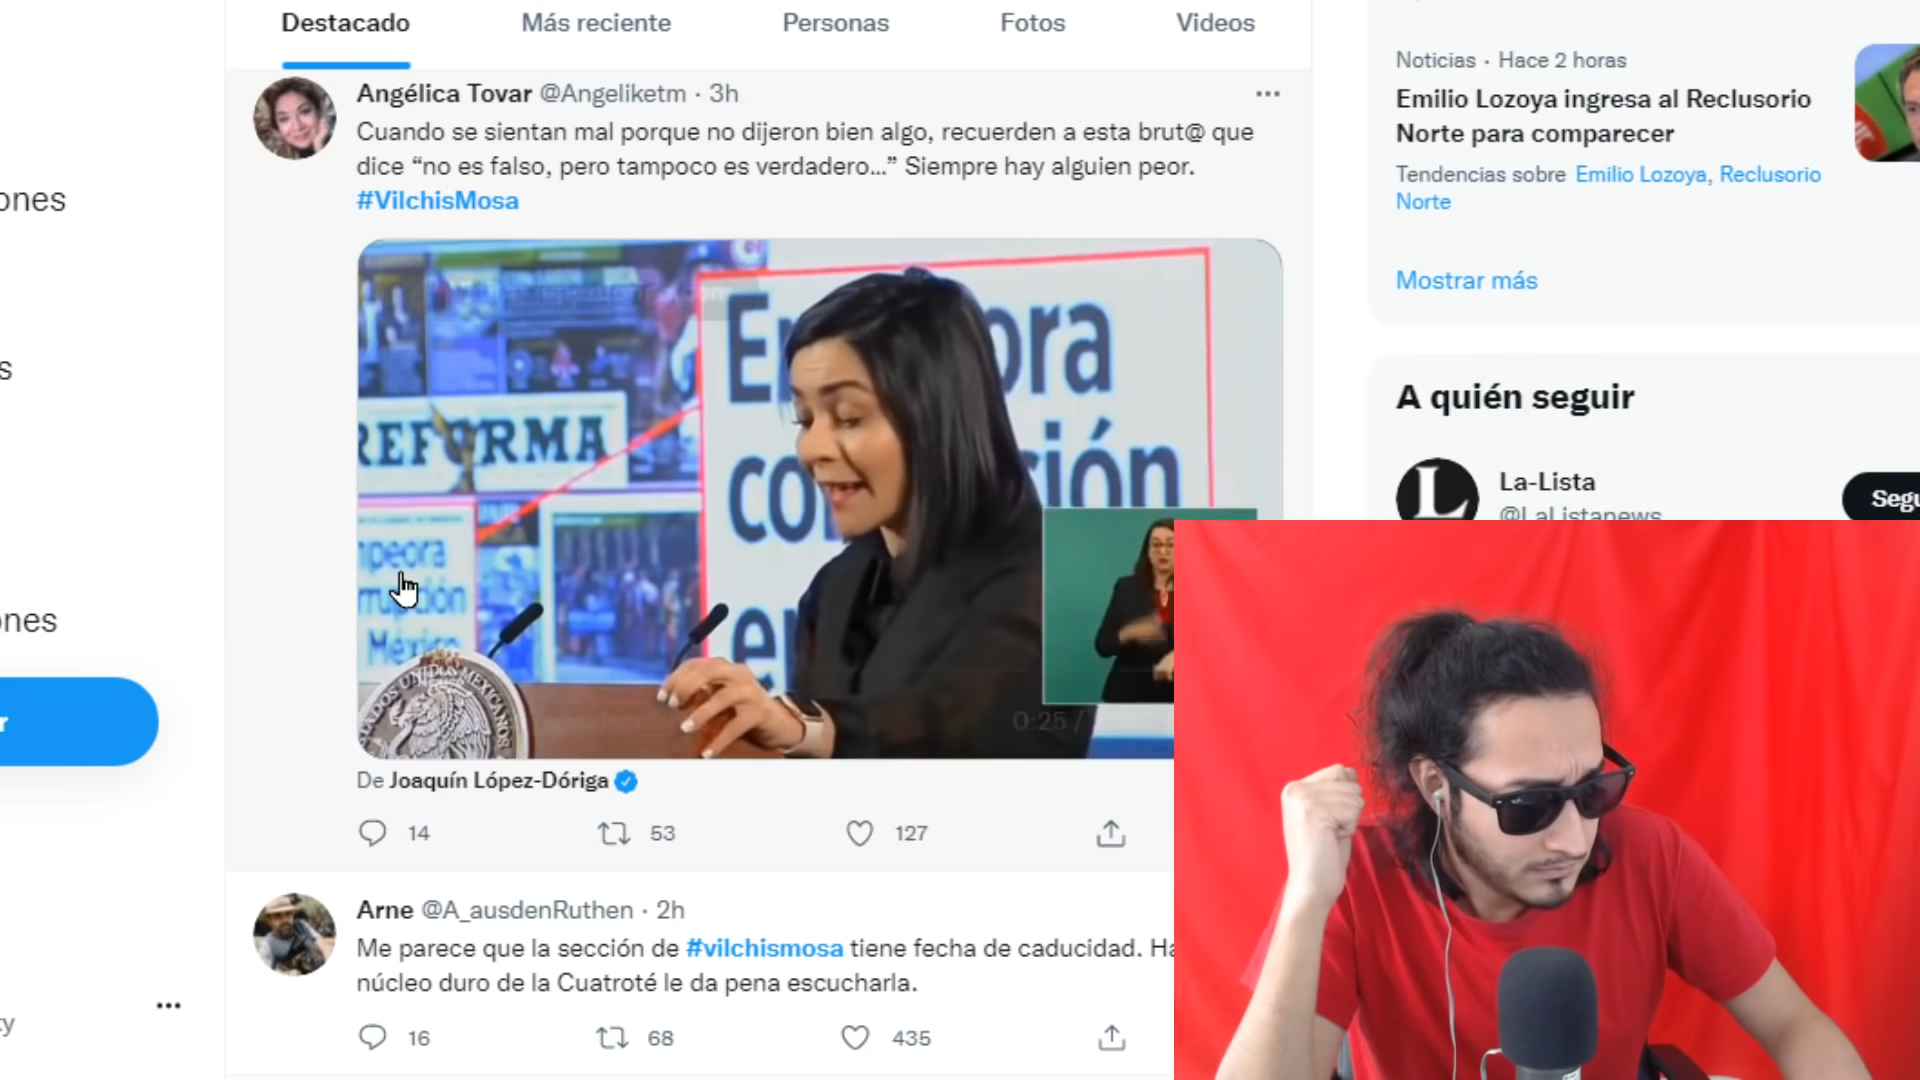 Destacado
Más reciente
Personas
Fotos
Videos
Angélica Tovar @Angeliketm · 3h
Cuando se sientan mal porque no dijeron bien algo, recuerden a esta brut@ que
dice “no es falso, pero tampoco es verdadero...” Siempre hay alguien peor.
#VilchisMosa
REFORMA
ción
ESTADOS UNIDOS MEXICANOS
0:25 /
De Joaquín López-Dóriga
14
53
127
Arne @A_ausdenRuthen · 2h
Me parece que la sección de #vilchismosa tiene fecha de caducidad. Ha
núcleo duro de la Cuatroté le da pena escucharla.
16
68
435
Noticias · Hace 2 horas
Emilio Lozoya ingresa al Reclusorio
Norte para comparecer
Tendencias sobre Emilio Lozoya, Reclusorio
Norte
Mostrar más
A quién seguir
L
La-Lista
@LaListanews
Segu
ones
s
ones
r
y